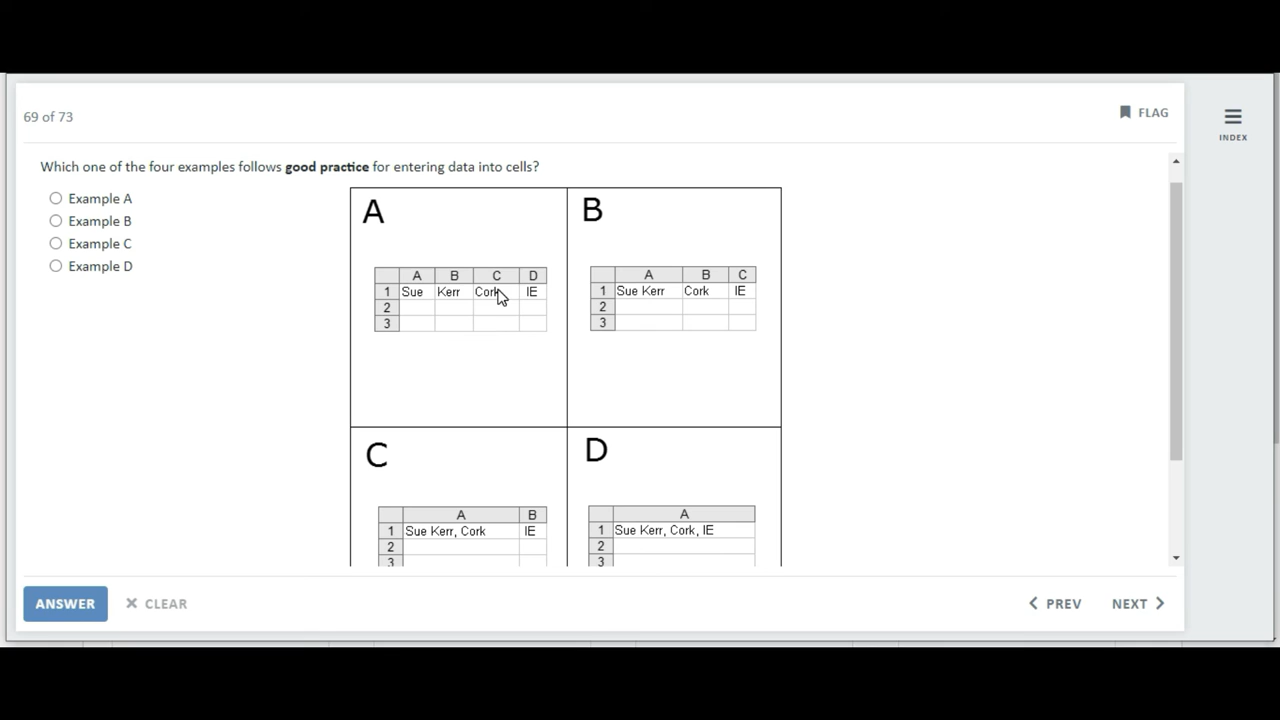 69 of 73
FLAG
INDEX
Which one of the four examples follows good practice for entering data into cells?
Example A
Example B
Example C
Example D
A
A B C D
1 Sue Kerr Cork IE
2
3
B
A B C
1 Sue Kerr Cork IE
2
3
C
A B
1 Sue Kerr, Cork IE
2
3
D
A
1 Sue Kerr, Cork, IE
2
3
ANSWER
CLEAR
PREV
NEXT